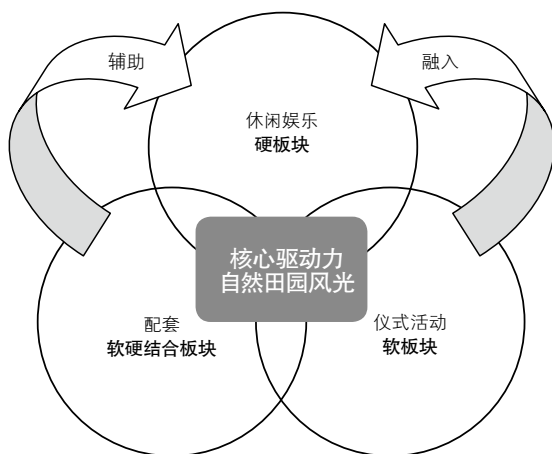 辅助
融入
休闲娱乐
硬板块
核心驱动力
自然田园风光
配套
软硬结合板块
仪式活动
软板块